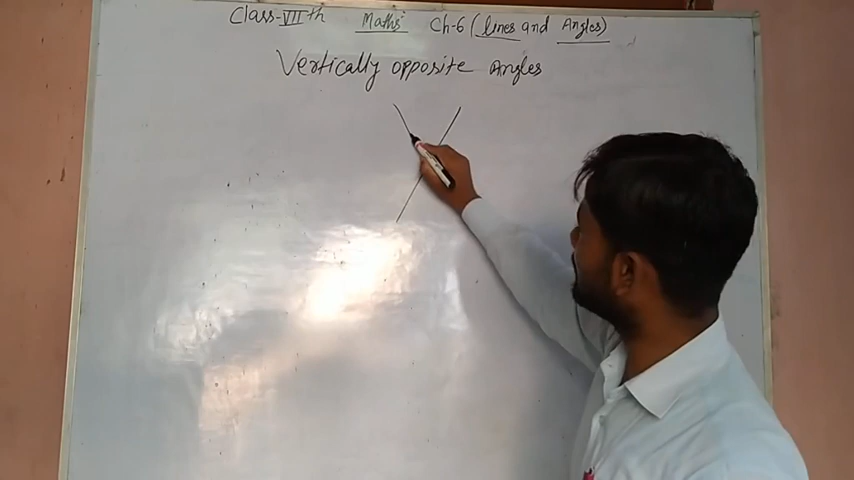 Class-VIIth Maths Ch-6 (lines and Angles)
Vertically opposite Angles